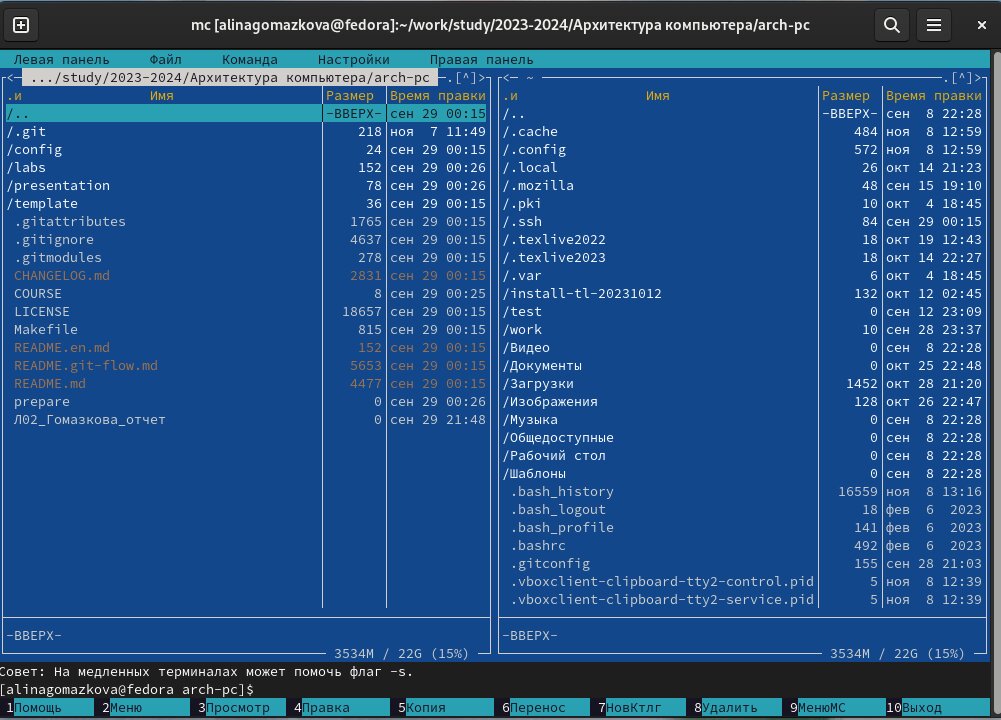 mc [alinagomazkova@fedora]:~/work/study/2023-2024/Архитектура компьютера/arch-pc
Левая панель Файл Команда Настройки Правая панель
<— .../study/2023-2024/Архитектура компьютера/arch-pc —.[^]>
.и Имя Размер Время правки
/.. -ВВЕРХ- сен 29 00:15
/.git 218 ноя 7 11:49
/config 24 сен 29 00:15
/labs 152 сен 29 00:26
/presentation 78 сен 29 00:26
/template 36 сен 29 00:15
.gitattributes 1765 сен 29 00:15
.gitignore 4637 сен 29 00:15
.gitmodules 278 сен 29 00:15
CHANGELOG.md 2831 сен 29 00:15
COURSE 8 сен 29 00:25
LICENSE 18657 сен 29 00:15
Makefile 815 сен 29 00:15
README.en.md 152 сен 29 00:15
README.git-flow.md 5653 сен 29 00:15
README.md 4477 сен 29 00:15
prepare 0 сен 29 00:26
Л02_Гомазкова_отчет 0 сен 29 21:48
-ВВЕРХ-
3534M / 22G (15%)
<— ~ —.[^]>
.и Имя Размер Время правки
/.. -ВВЕРХ- сен 8 22:28
/.cache 484 ноя 8 12:59
/.config 572 ноя 8 12:59
/.local 26 окт 14 21:23
/.mozilla 48 сен 15 19:10
/.pki 10 окт 4 18:45
/.ssh 84 сен 29 00:15
/.texlive2022 18 окт 19 12:43
/.texlive2023 18 окт 14 22:27
/.var 6 окт 4 18:45
/install-tl-20231012 132 окт 12 02:45
/test 0 сен 12 23:09
/work 10 сен 28 23:37
/Видео 0 сен 8 22:28
/Документы 0 окт 25 22:48
/Загрузки 1452 окт 28 21:20
/Изображения 128 окт 26 22:47
/Музыка 0 сен 8 22:28
/Общедоступные 0 сен 8 22:28
/Рабочий стол 0 сен 8 22:28
/Шаблоны 0 сен 8 22:28
.bash_history 16559 ноя 8 13:16
.bash_logout 18 фев 6 2023
.bash_profile 141 фев 6 2023
.bashrc 492 фев 6 2023
.gitconfig 155 сен 28 21:03
.vboxclient-clipboard-tty2-control.pid 5 ноя 8 12:39
.vboxclient-clipboard-tty2-service.pid 5 ноя 8 12:39
-ВВЕРХ-
3534M / 22G (15%)
Совет: На медленных терминалах может помочь флаг -s.
[alinagomazkova@fedora arch-pc]$
1Помощь 2Меню 3Просмотр 4Правка 5Копия 6Перенос 7НовКтлг 8Удалить 9МенюMC 10Выход